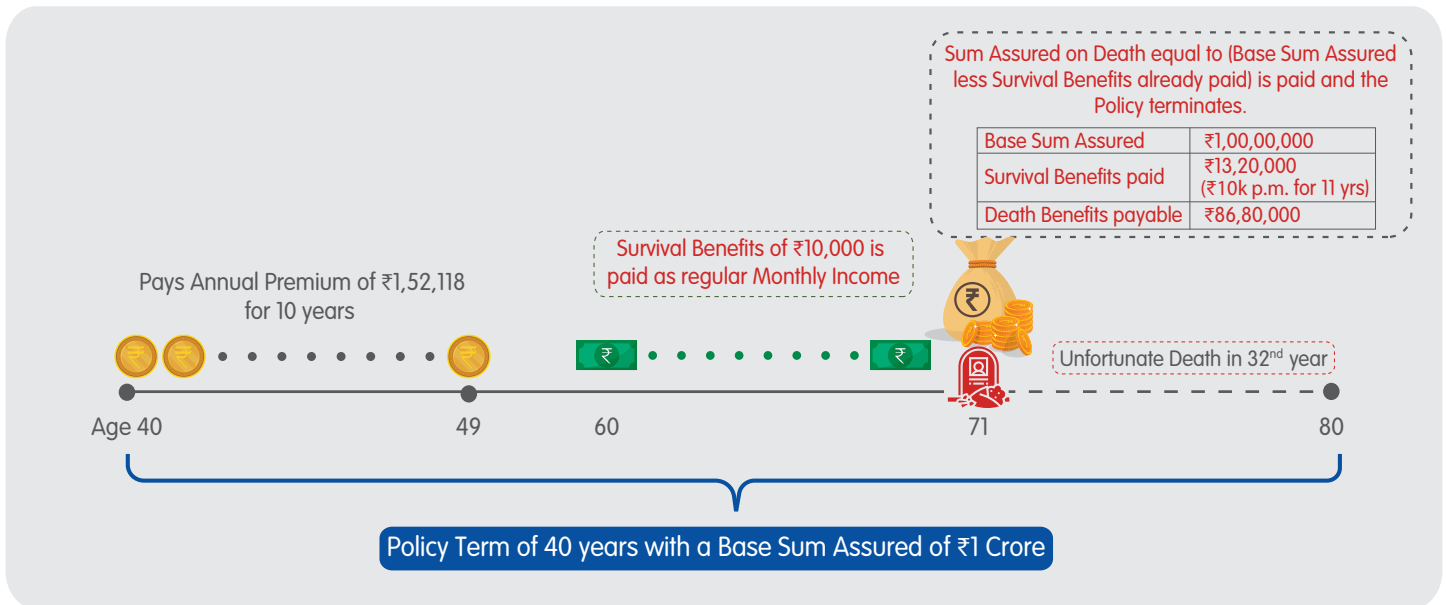 Sum Assured on Death equal to (Base Sum Assured
less Survival Benefits already paid) is paid and the
Policy terminates.
Base Sum Assured ₹1,00,00,000
Survival Benefits paid ₹13,20,000
(₹10k p.m. for 11 yrs)
Death Benefits payable ₹86,80,000
Survival Benefits of ₹10,000 is
paid as regular Monthly Income
Pays Annual Premium of ₹1,52,118
for 10 years
₹ ₹ ₹ ₹ ₹ ₹
Unfortunate Death in 32nd year
Age 40 49 60 71 80
Policy Term of 40 years with a Base Sum Assured of ₹1 Crore